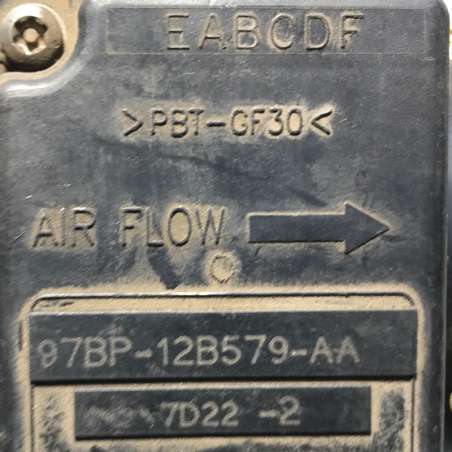 EABCDF
>PBT-GF30<
AIR FLOW
97BP-12B579-AA
7D22 -2